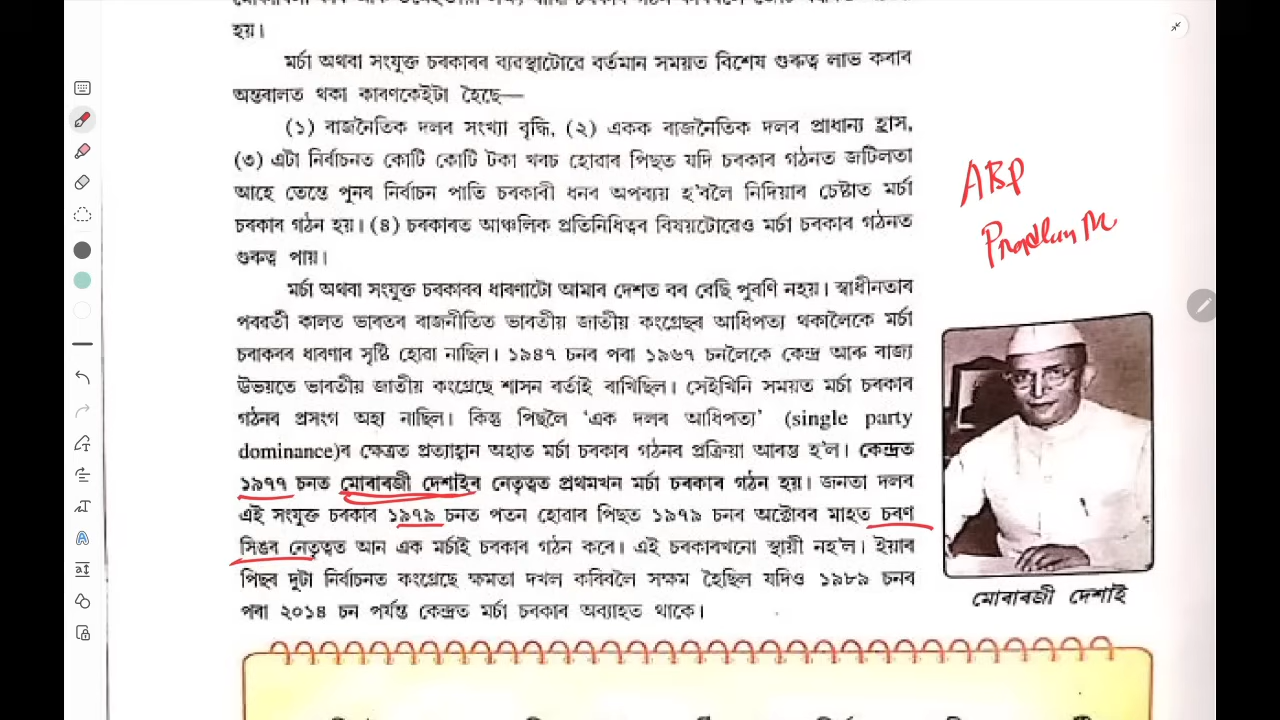 হয়।
মৰ্চা অথবা সংযুক্ত চৰকাৰৰ ব্যৱস্থাটোৱে বৰ্তমান সময়ত বিশেষ গুৰুত্ব লাভ কৰাৰ
অন্তৰালত থকা কাৰণকেইটা হৈছে—
(১) ৰাজনৈতিক দলৰ সংখ্যা বৃদ্ধি, (২) একক ৰাজনৈতিক দলৰ প্ৰাধান্য হ্ৰাস,
(৩) এটা নিৰ্বাচনত কোটি কোটি টকা খৰচ হোৱাৰ পিছত যদি চৰকাৰ গঠনত জটিলতা
আহে তেন্তে পুনৰ নিৰ্বাচন পাতি চৰকাৰী ধনৰ অপব্যয় হ'বলৈ নিদিয়াৰ চেষ্টাত মৰ্চা
চৰকাৰ গঠন হয়। (৪) চৰকাৰত আঞ্চলিক প্ৰতিনিধিত্বৰ বিষয়টোৱেও মৰ্চা চৰকাৰ গঠনত
গুৰুত্ব পায়।
মৰ্চা অথবা সংযুক্ত চৰকাৰৰ ধাৰণাটো আমাৰ দেশত বৰ বেছি পুৰণি নহয়। স্বাধীনতাৰ
পৰৱৰ্তী কালত ভাৰতৰ ৰাজনীতিত ভাৰতীয় জাতীয় কংগ্ৰেছৰ আধিপত্য থকালৈকে মৰ্চা
চৰাকৰৰ ধাৰণাৰ সৃষ্টি হোৱা নাছিল। ১৯৪৭ চনৰ পৰা ১৯৬৭ চনলৈকে কেন্দ্ৰ আৰু ৰাজ্য
উভয়তে ভাৰতীয় জাতীয় কংগ্ৰেছে শাসন বৰ্তাই ৰাখিছিল। সেইখিনি সময়ত মৰ্চা চৰকাৰ
গঠনৰ প্ৰসংগ অহা নাছিল। কিন্তু পিছলৈ ‘এক দলৰ আধিপত্য’ (single party
dominance)ৰ ক্ষেত্ৰত প্ৰত্যাহ্বান অহাত মৰ্চা চৰকাৰ গঠনৰ প্ৰক্ৰিয়া আৰম্ভ হ'ল। কেন্দ্ৰত
১৯৭৭ চনত মোৰাৰজী দেশাইৰ নেতৃত্বত প্ৰথমখন মৰ্চা চৰকাৰ গঠন হয়। জনতা দলৰ
এই সংযুক্ত চৰকাৰ ১৯৭৯ চনত পতন হোৱাৰ পিছত ১৯৭৯ চনৰ অক্টোবৰ মাহত চৰণ
সিঙৰ নেতৃত্বত আন এক মৰ্চাই চৰকাৰ গঠন কৰে। এই চৰকাৰখনো স্থায়ী নহ'ল। ইয়াৰ
পিছৰ দুটা নিৰ্বাচনত কংগ্ৰেছে ক্ষমতা দখল কৰিবলৈ সক্ষম হৈছিল যদিও ১৯৮৯ চনৰ
পৰা ২০১৪ চন পৰ্যন্ত কেন্দ্ৰত মৰ্চা চৰকাৰ অব্যাহত থাকে।
ABP
মোৰাৰজী দেশাই